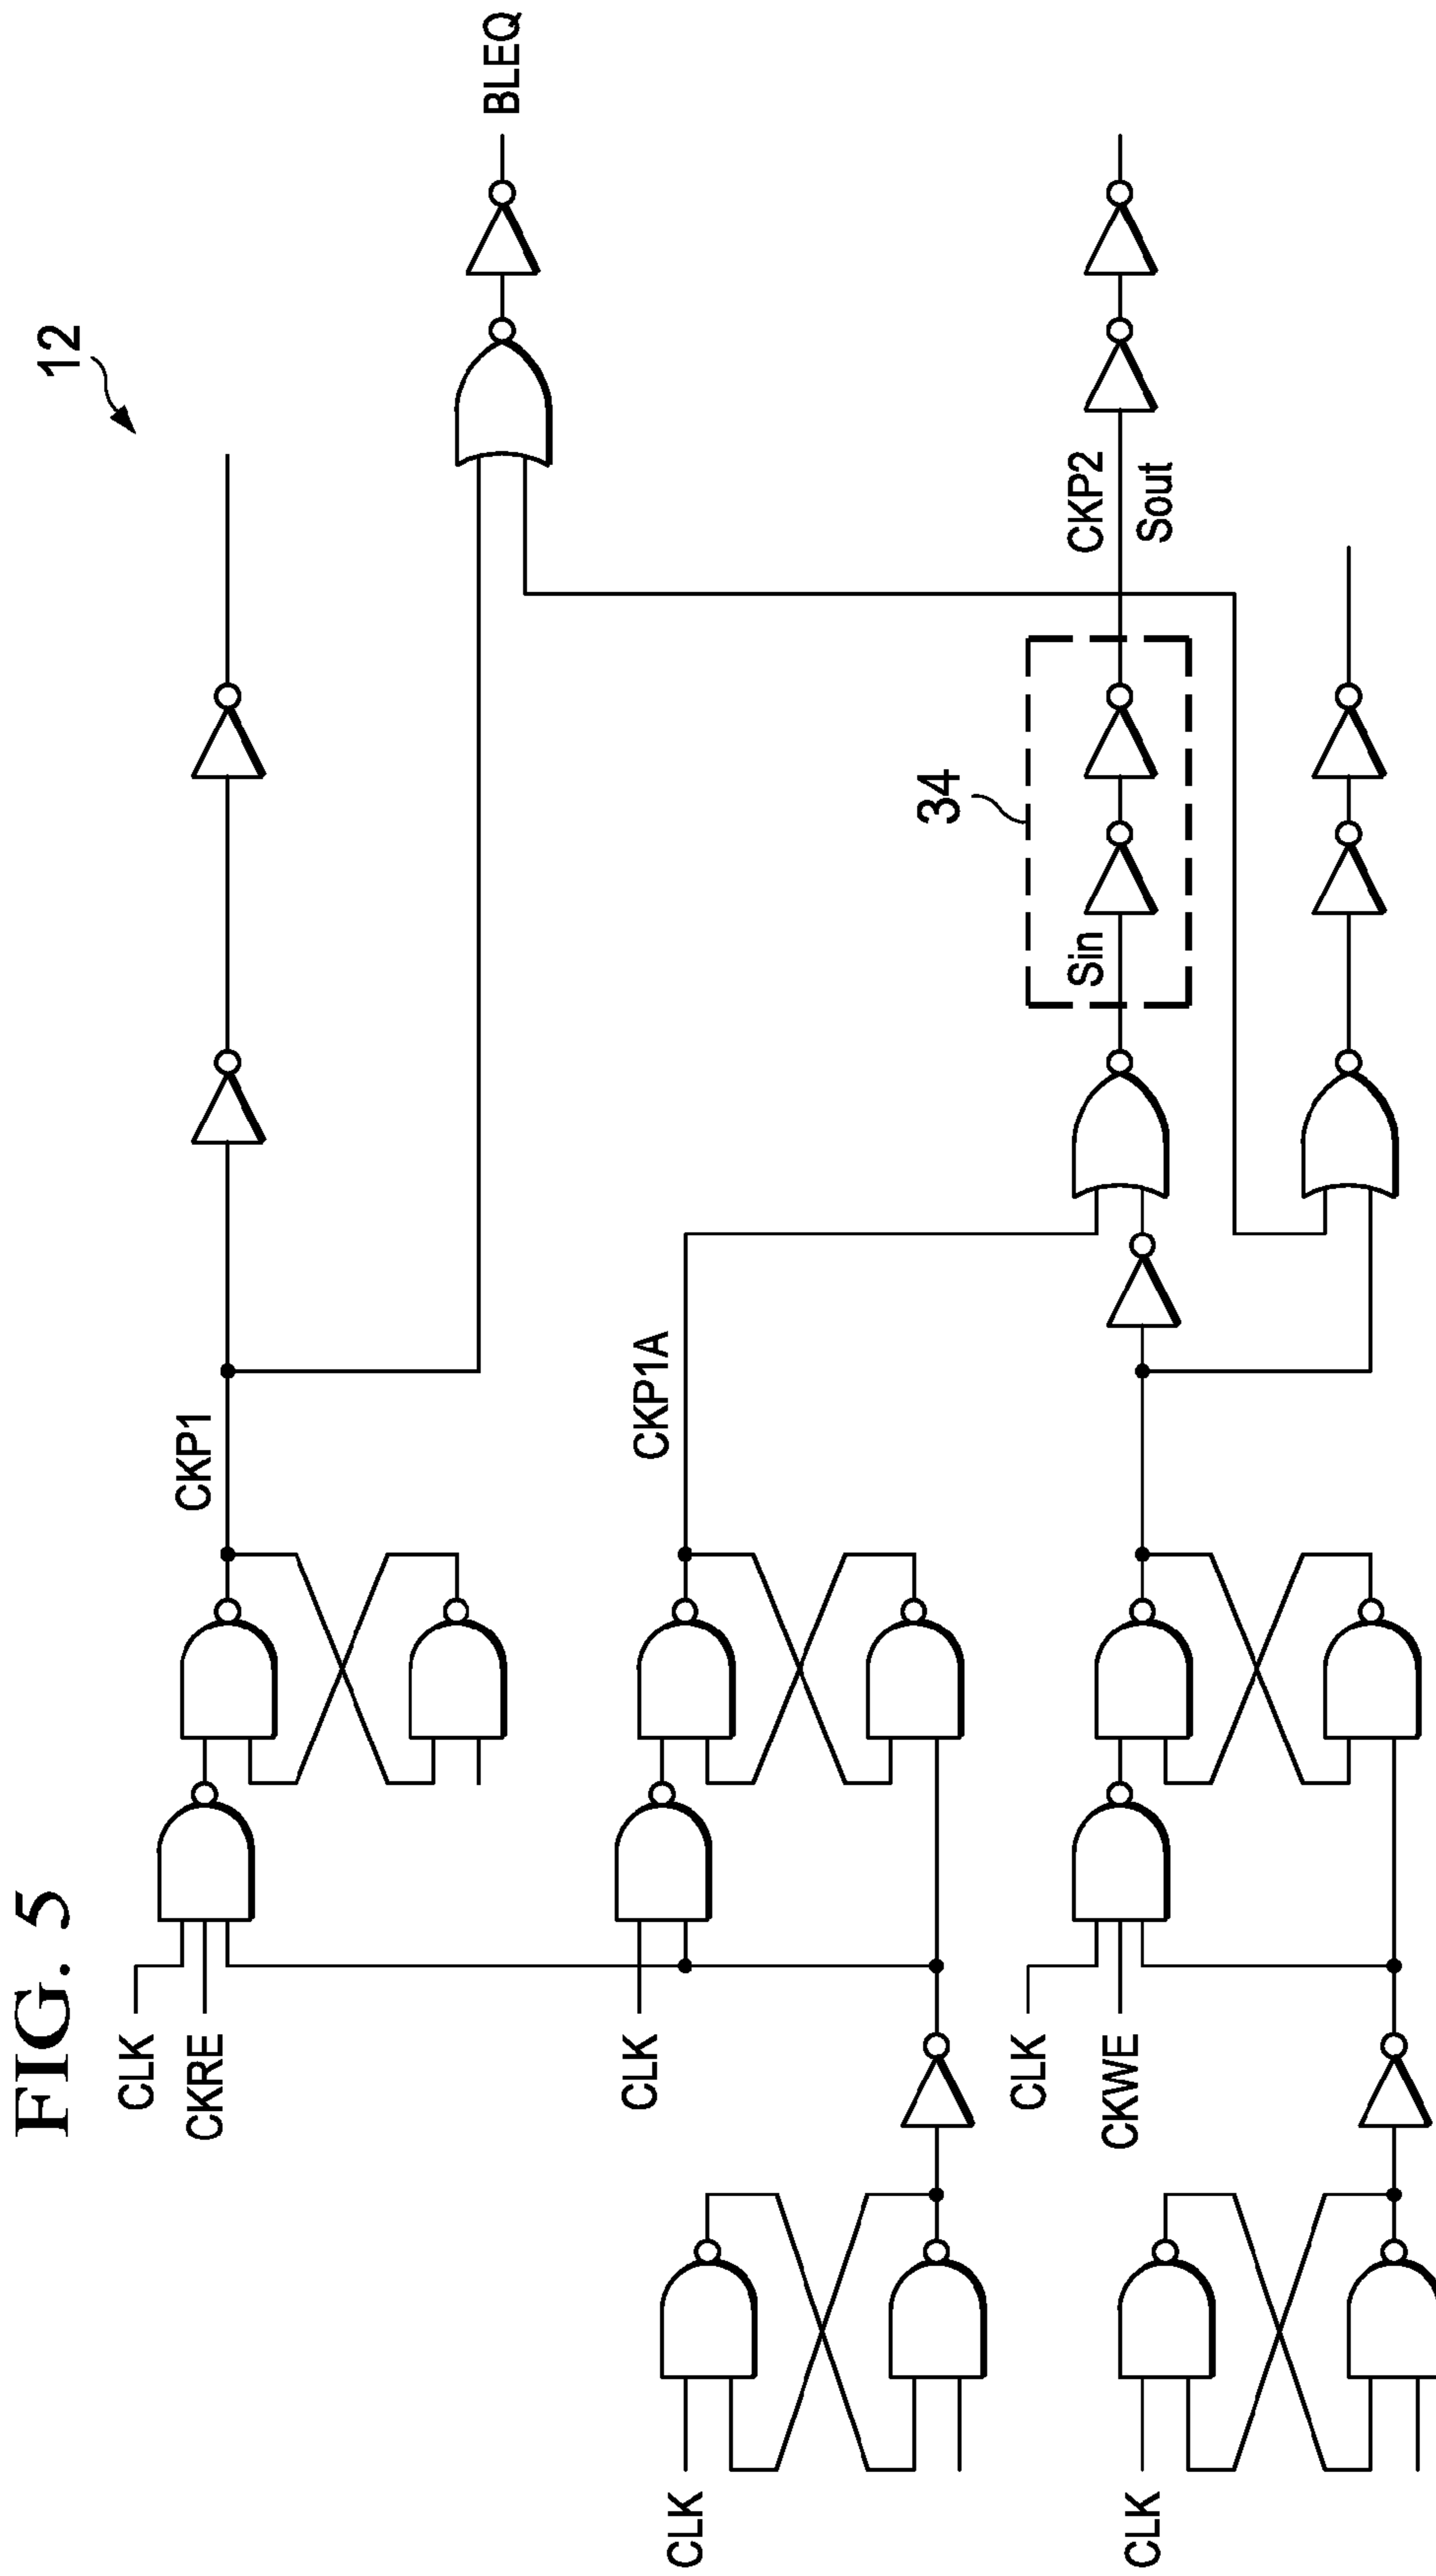 FIG. 5
12
CLK
CKRE
CKP1
BLEQ
CLK
CKP1A
CLK
34
Sin
CKP2
Sout
CLK
CKWE
CLK